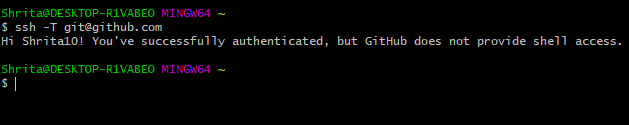 Shrita@DESKTOP-R1VABEO MINGW64 ~
$ ssh -T git@github.com
Hi Shrita10! You've successfully authenticated, but GitHub does not provide shell access.
Shrita@DESKTOP-R1VABEO MINGW64 ~
$